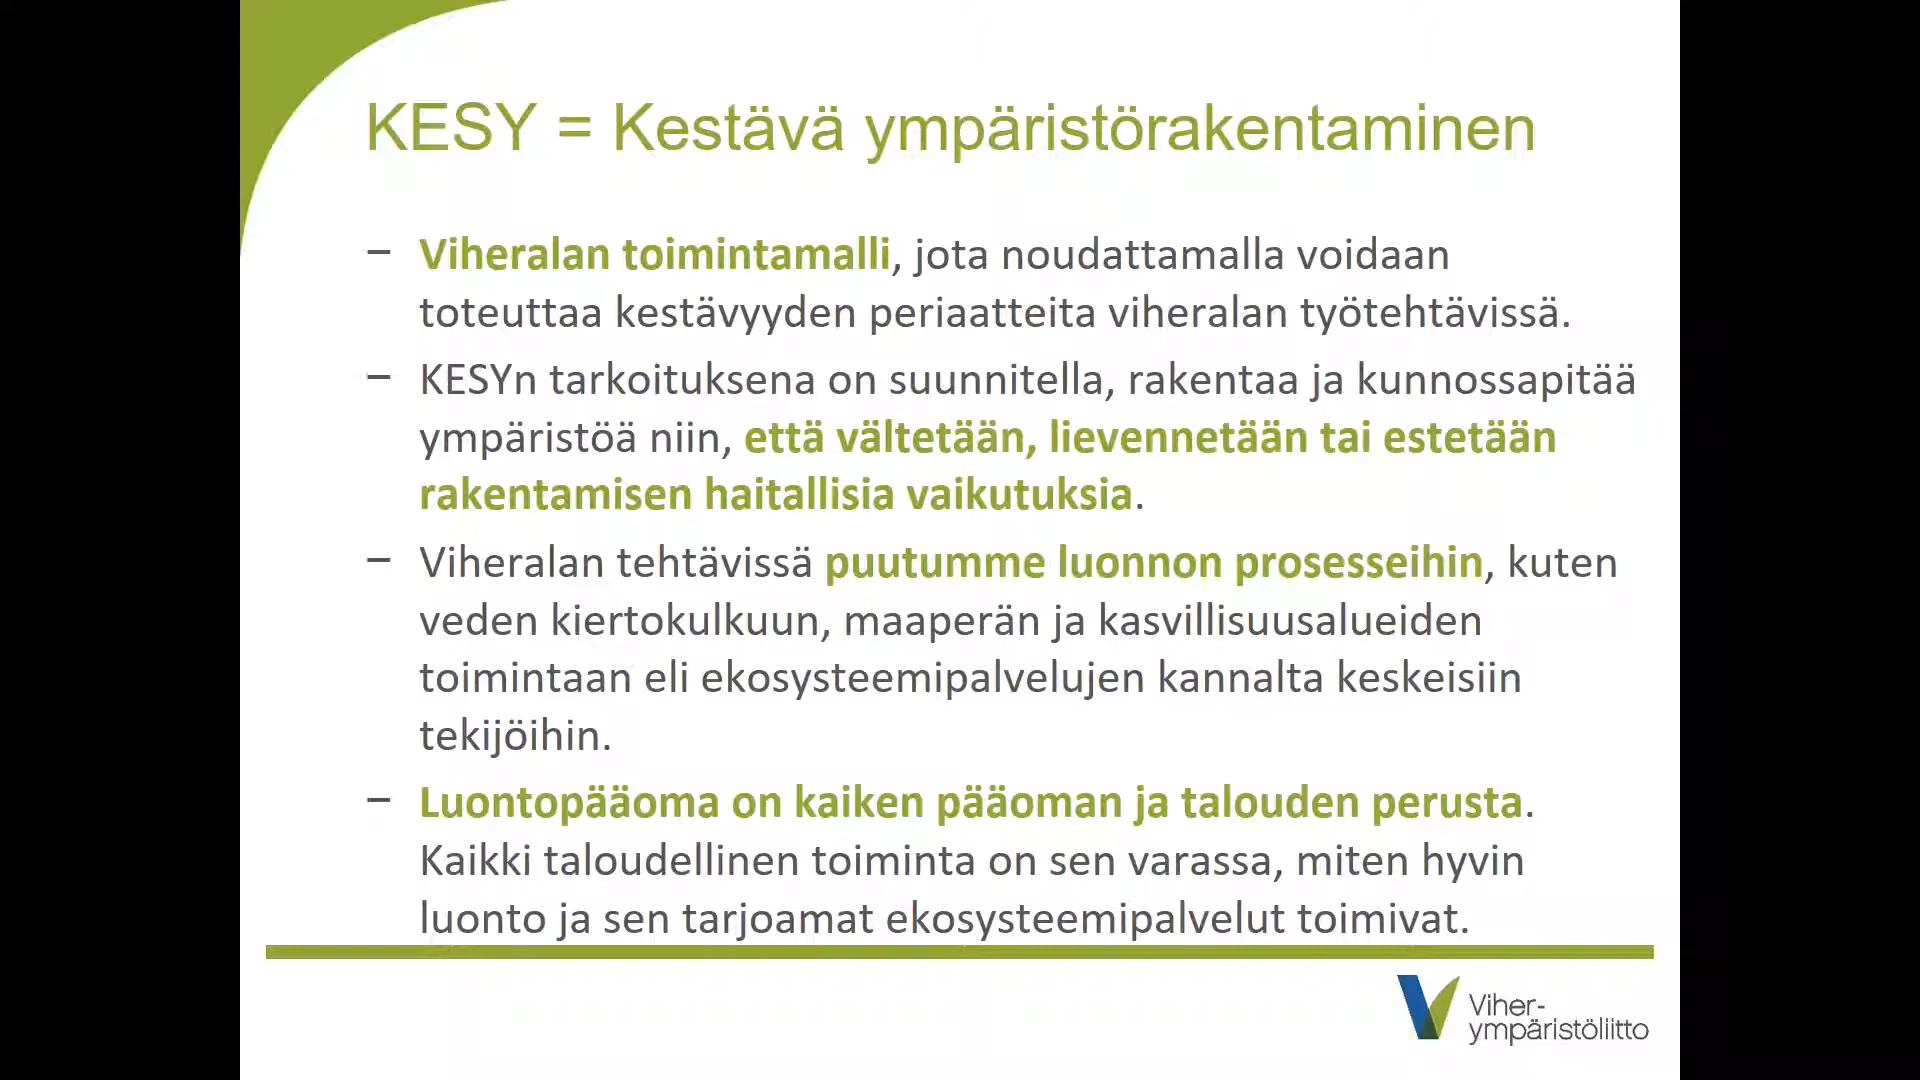 KESY = Kestävä ympäristörakentaminen
– Viheralan toimintamalli, jota noudattamalla voidaan
toteuttaa kestävyyden periaatteita viheralan työtehtävissä.
– KESYn tarkoituksena on suunnitella, rakentaa ja kunnossapitää
ympäristöä niin, että vältetään, lievennetään tai estetään
rakentamisen haitallisia vaikutuksia.
– Viheralan tehtävissä puutumme luonnon prosesseihin, kuten
veden kiertokulkuun, maaperän ja kasvillisuusalueiden
toimintaan eli ekosysteemipalvelujen kannalta keskeisiin
tekijöihin.
– Luontopääoma on kaiken pääoman ja talouden perusta.
Kaikki taloudellinen toiminta on sen varassa, miten hyvin
luonto ja sen tarjoamat ekosysteemipalvelut toimivat.
Viher-
ympäristöliitto